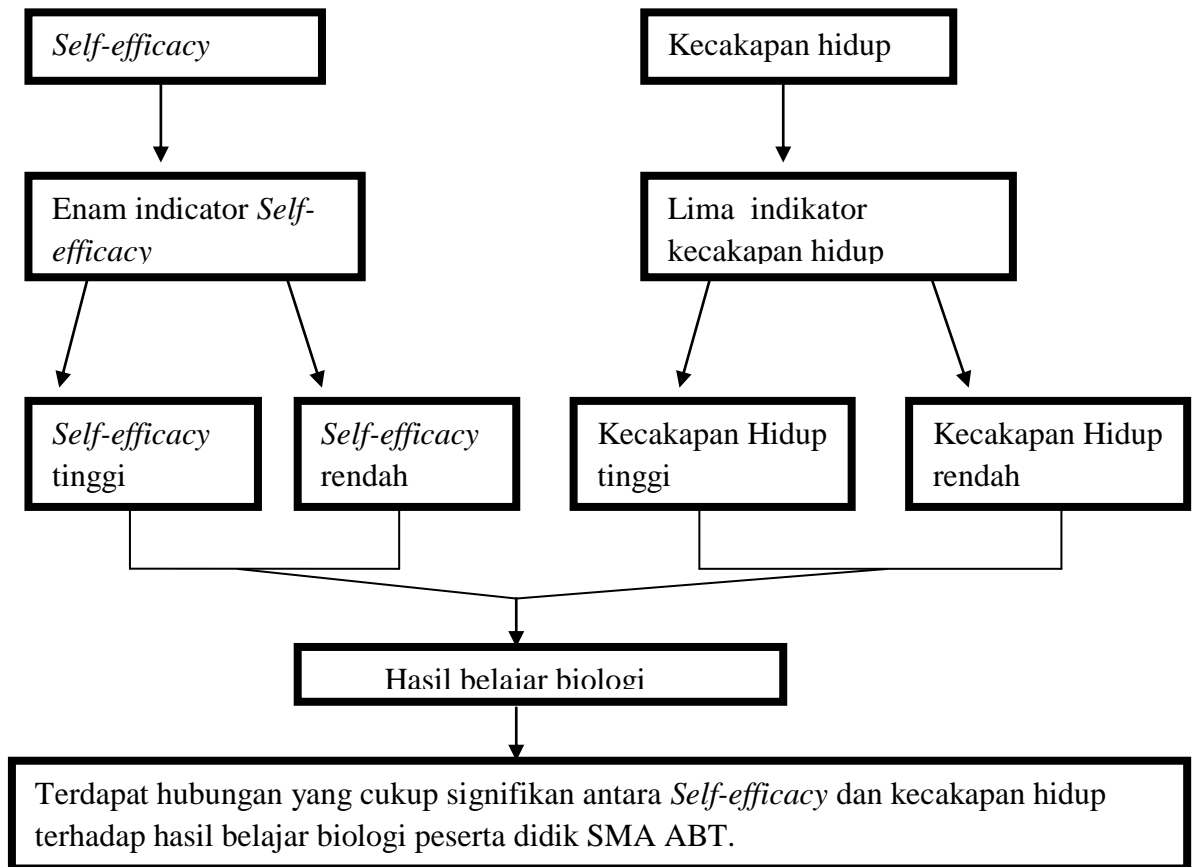 Self-efficacy
Kecakapan hidup
Enam indicator Self-
efficacy
Lima indikator
kecakapan hidup
Self-efficacy
tinggi
Self-efficacy
rendah
Kecakapan Hidup
tinggi
Kecakapan Hidup
rendah
Hasil belajar biologi
Terdapat hubungan yang cukup signifikan antara Self-efficacy dan kecakapan hidup
terhadap hasil belajar biologi peserta didik SMA ABT.